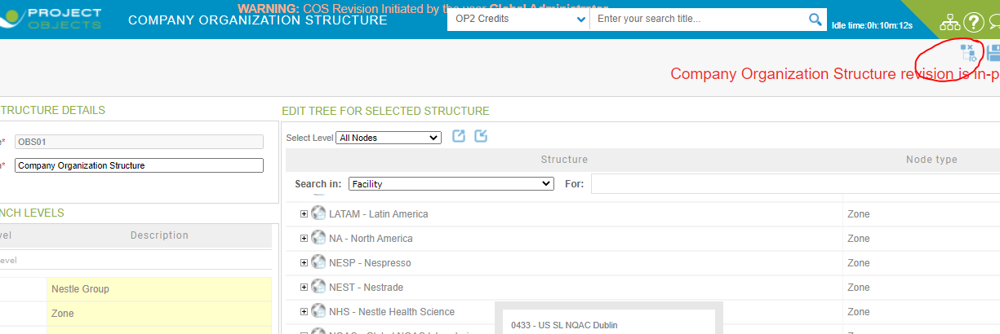 WARNING: COS Revision Initiated by the user Global Administrator
PROJECT
OBJECTS
COMPANY ORGANIZATION STRUCTURE
OP2 Credits
Enter your search title...
Idle time:0h:10m:12s
Company Organization Structure revision is in-p
TRUCTURE DETAILS
EDIT TREE FOR SELECTED STRUCTURE
e*
OBS01
Select Level
All Nodes
Structure
Node type
n*
Company Organization Structure
Search in:
Facility
For:
NCH LEVELS
vel
Description
evel
LATAM - Latin America
Zone
NA - North America
Zone
NESP - Nespresso
Zone
Nestle Group
NEST - Nestrade
Zone
Zone
NHS - Nestle Health Science
Zone
0433 - US SL NQAC Dublin